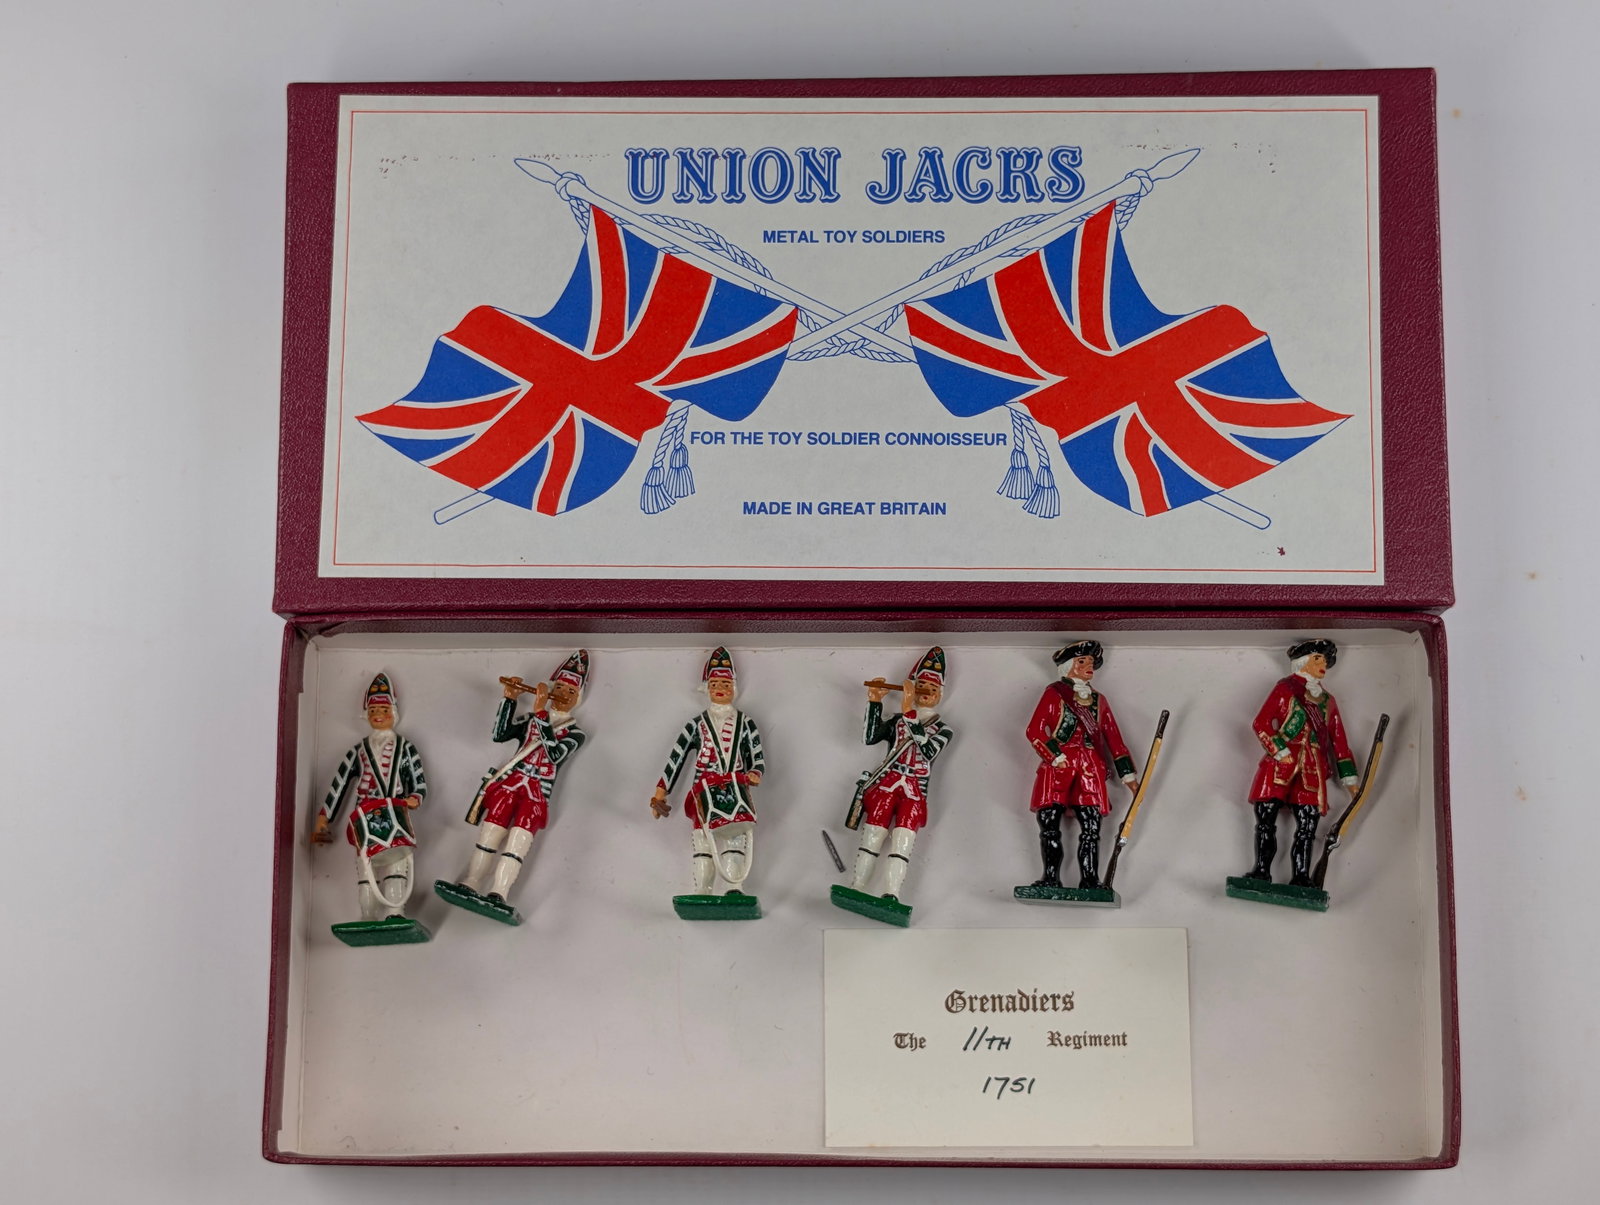 UNION JACKS
METAL TOY SOLDIERS
FOR THE TOY SOLDIER CONNOISSEUR
MADE IN GREAT BRITAIN
Grenadiers
The 11TH Regiment
1751